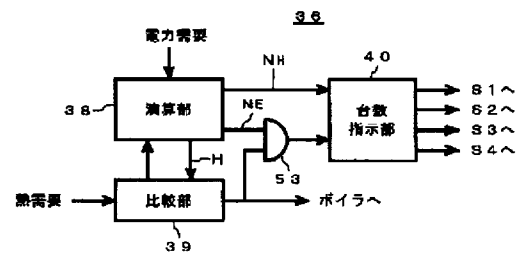 36
電力需要
NH
40
38
演算部
NE
台数
指示部
S1へ
S2へ
S3へ
S4へ
H
53
熱需要
比較部
ボイラへ
39